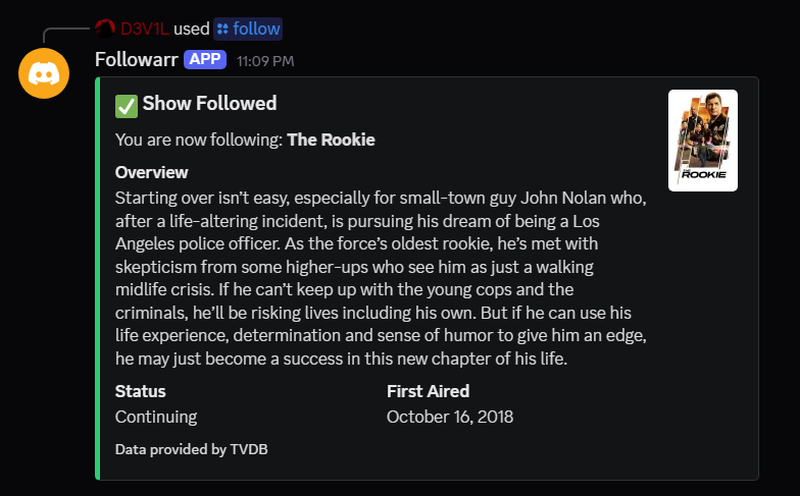 D3V1L used follow
Followarr APP 11:09 PM
Show Followed
You are now following: The Rookie
Overview
Starting over isn’t easy, especially for small-town guy John Nolan who,
after a life-altering incident, is pursuing his dream of being a Los
Angeles police officer. As the force’s oldest rookie, he’s met with
skepticism from some higher-ups who see him as just a walking
midlife crisis. If he can’t keep up with the young cops and the
criminals, he’ll be risking lives including his own. But if he can use his
life experience, determination and sense of humor to give him an edge,
he may just become a success in this new chapter of his life.
Status
Continuing
First Aired
October 16, 2018
Data provided by TVDB
ROOKIE